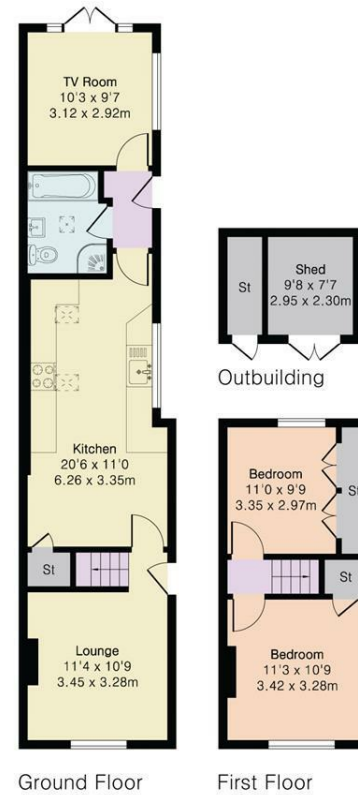 TV Room
10'3 x 9'7
3.12 x 2.92m
Kitchen
20'6 x 11'0
6.26 x 3.35m
St
Lounge
11'4 x 10'9
3.45 x 3.28m
Ground Floor
St
Shed
9'8 x 7'7
2.95 x 2.30m
Outbuilding
Bedroom
11'0 x 9'9
3.35 x 2.97m
St
St
Bedroom
11'3 x 10'9
3.42 x 3.28m
First Floor